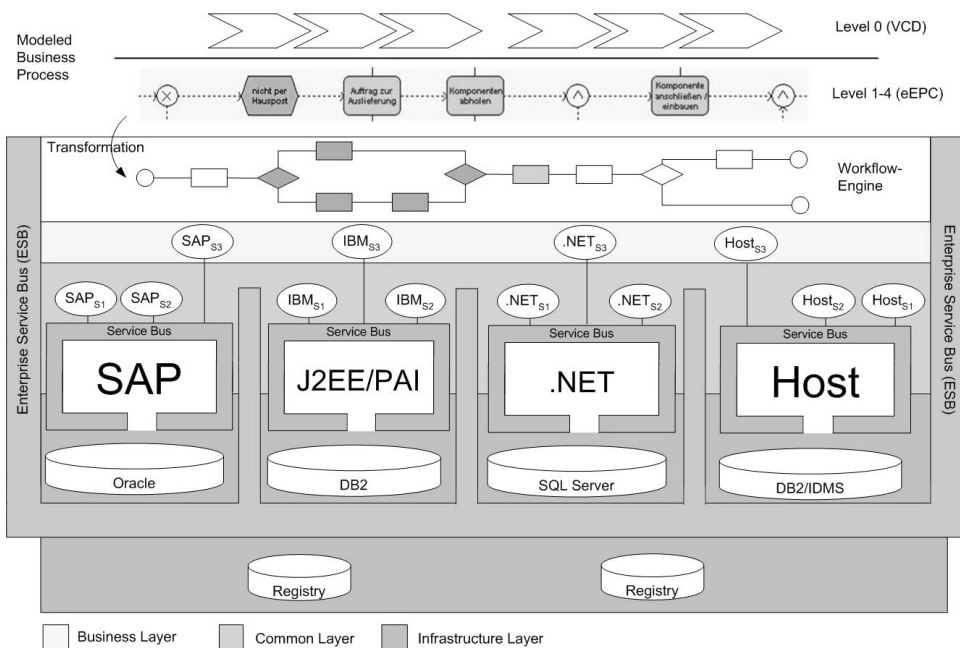 Level 0 (VCD)
Modeled
Business
Process
nicht per
Hauspost
Auftrag zur
Auslieferung
Komponenten
abholen
Komponente
anschließen /
einbauen
Level 1-4 (eEPC)
Transformation
Workflow-
Engine
Enterprise Service Bus (ESB)
Enterprise Service Bus (ESB)
SAPS3
IBMS3
.NETS3
HostS3
SAPS1
SAPS2
IBMS1
IBMS2
.NETS1
.NETS2
HostS2
HostS1
Service Bus
Service Bus
Service Bus
Service Bus
SAP
J2EE/PAI
.NET
Host
Oracle
DB2
SQL Server
DB2/IDMS
Registry
Registry
Business Layer
Common Layer
Infrastructure Layer